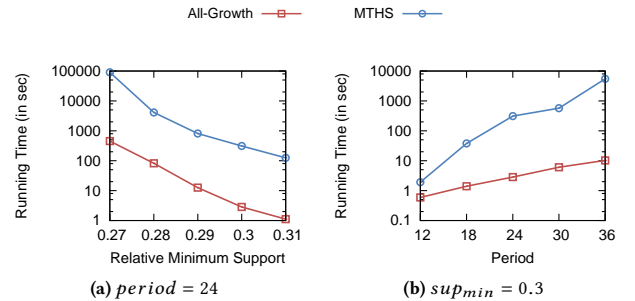 All-Growth MTHS
Running Time (in sec)
100000
10000
1000
100
10
1
0.27 0.28 0.29 0.3 0.31
Relative Minimum Support
(a) period = 24
Running Time (in sec)
10000
1000
100
10
1
0.1
12 18 24 30 36
Period
(b) sup_min = 0.3